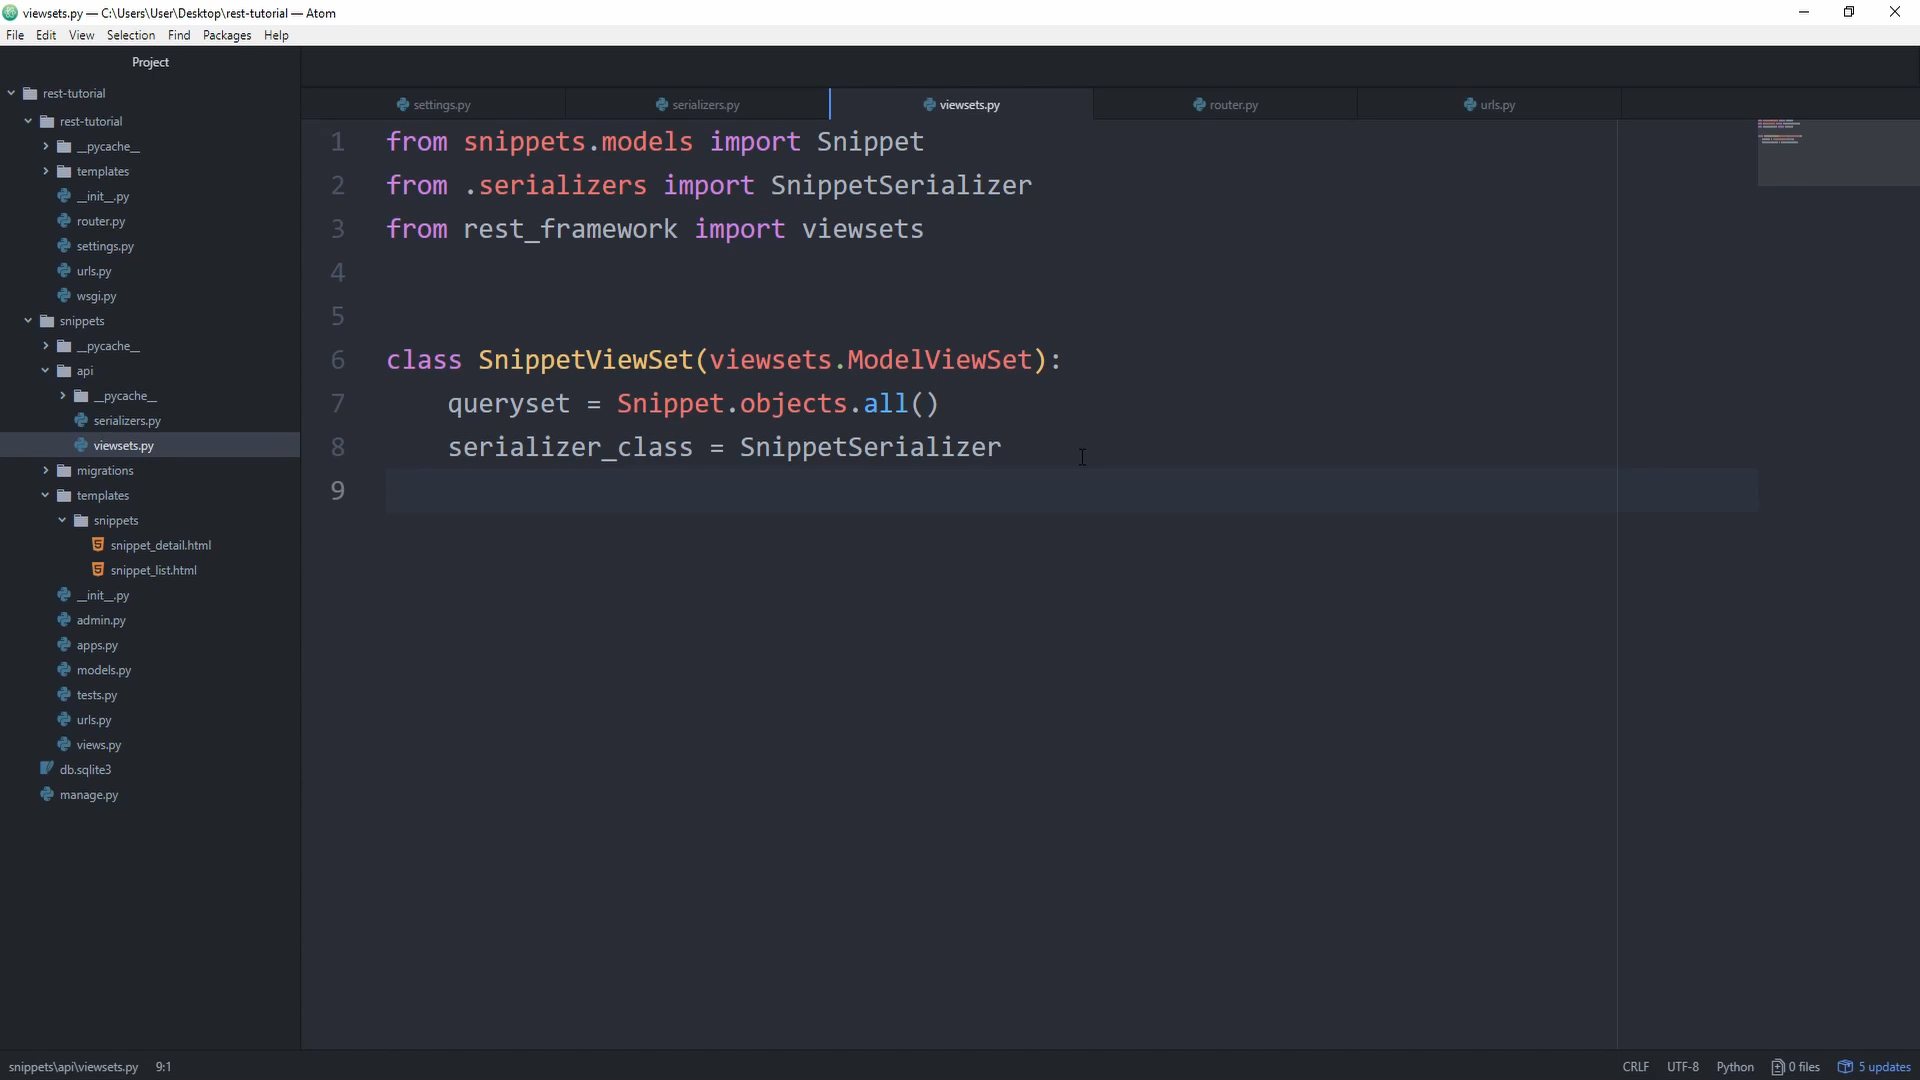 viewsets.py — C:\Users\User\Desktop\rest-tutorial — Atom
File Edit View Selection Find Packages Help
Project
rest-tutorial
rest-tutorial
__pycache__
templates
__init__.py
router.py
settings.py
urls.py
wsgi.py
snippets
__pycache__
api
__pycache__
serializers.py
viewsets.py
migrations
templates
snippets
snippet_detail.html
snippet_list.html
__init__.py
admin.py
apps.py
models.py
tests.py
urls.py
views.py
db.sqlite3
manage.py
settings.py serializers.py viewsets.py router.py urls.py
1 from snippets.models import Snippet
2 from .serializers import SnippetSerializer
3 from rest_framework import viewsets
4
5
6 class SnippetViewSet(viewsets.ModelViewSet):
7 queryset = Snippet.objects.all()
8 serializer_class = SnippetSerializer
9
snippets\api\viewsets.py 9:1 CRLF UTF-8 Python 0 files 5 updates